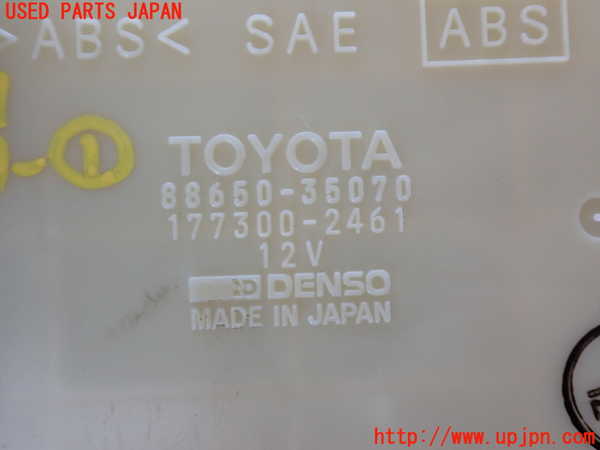 USED PARTS JAPAN
>ABS< SAE ABS
①
TOYOTA
88650-35070
177300-2461
12V
DENSO
MADE IN JAPAN
http://www.upjpn.com/